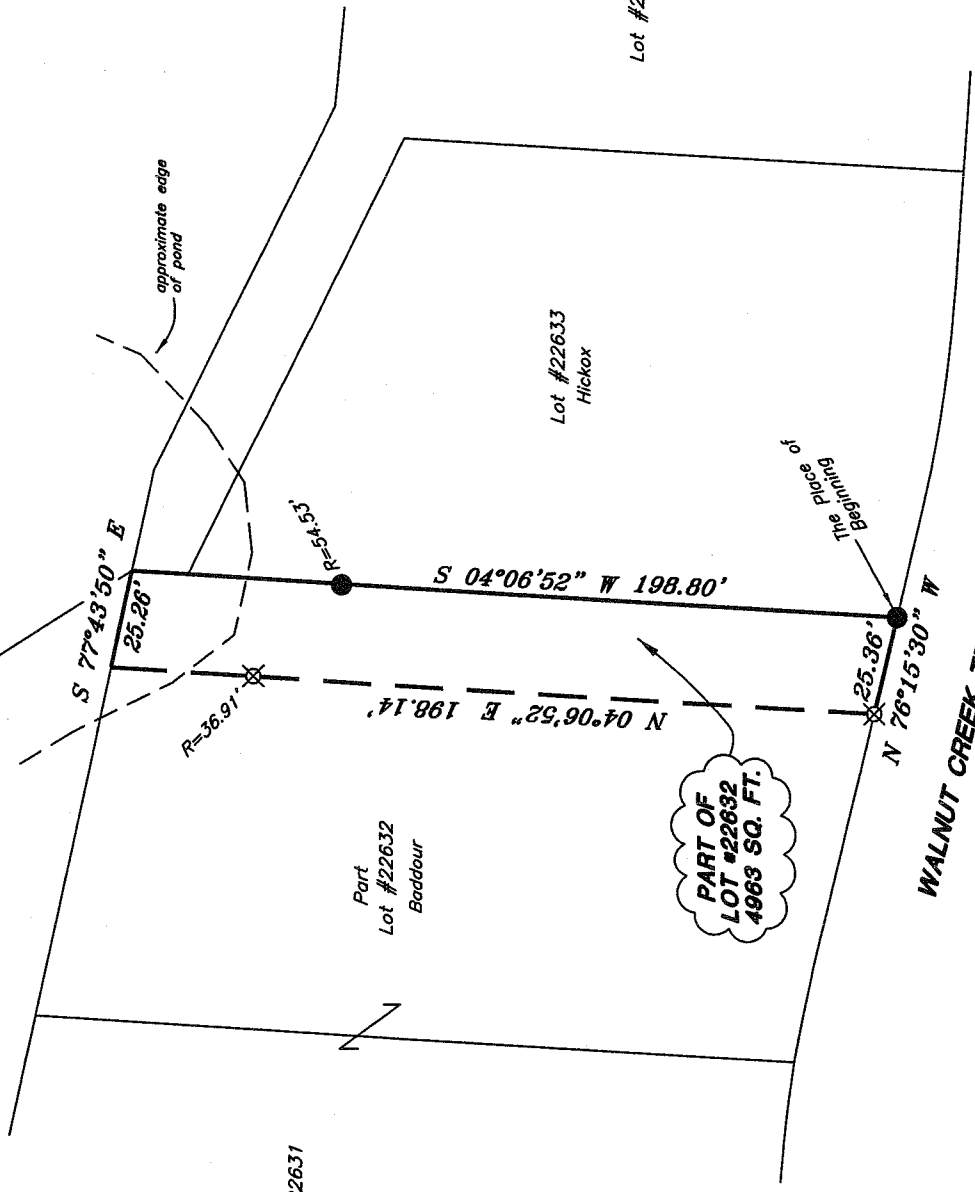 Lot #2
approximate edge
of pond
Lot #22633
Hickox
The Place of
Beginning
R=54.53'
S 77°43'50" E
25.26'
S 04°06'52" W 198.80'
R=36.91'
N 04°06'52" E 198.14'
25.36'
N 76°15'30" W
WALNUT CREEK
PART OF
LOT #22632
4963 SQ. FT.
Part
Lot #22632
Baddour
22631